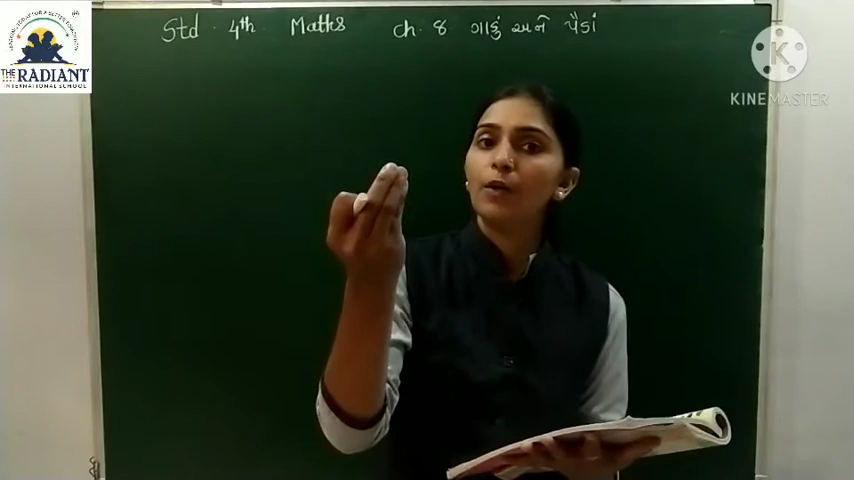 Std. 4th Maths ch. 8 ગાડું અને પૈડાં
THE RADIANT
INTERNATIONAL SCHOOL
K
KINEMASTER